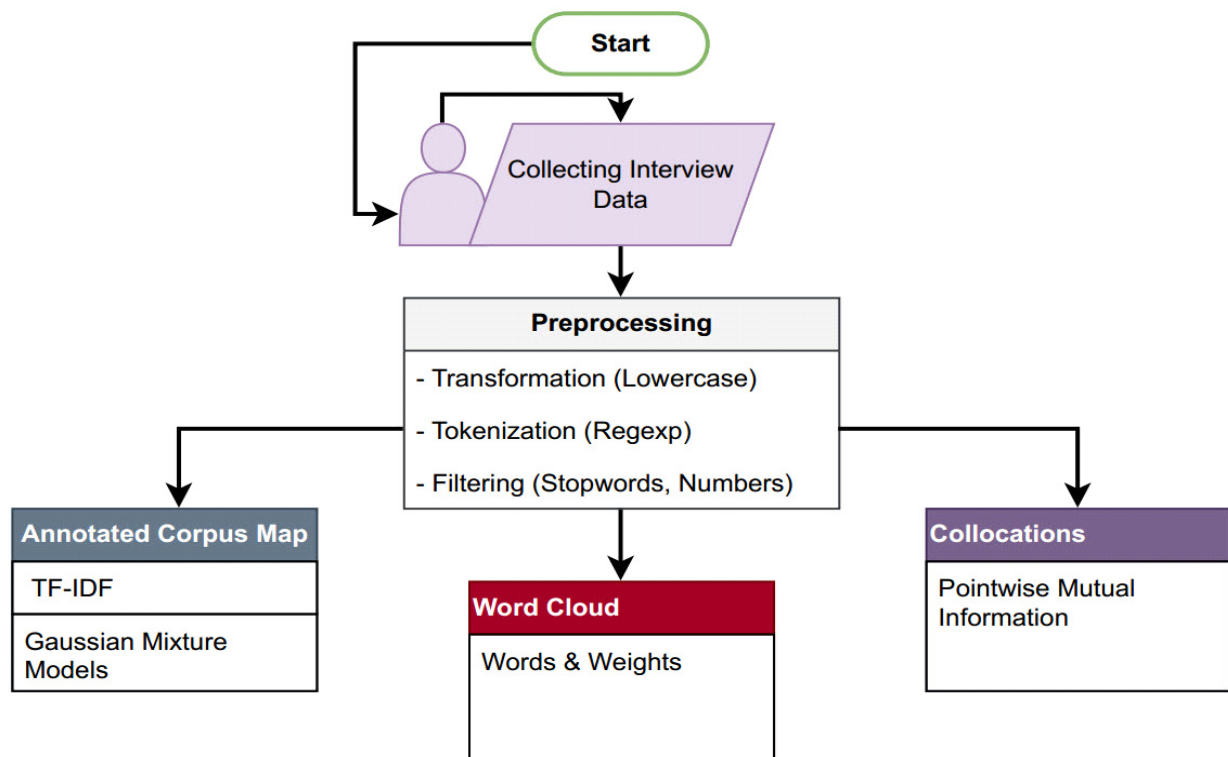 Start
Collecting Interview
Data
Preprocessing
- Transformation (Lowercase)
- Tokenization (Regexp)
- Filtering (Stopwords, Numbers)
Annotated Corpus Map
TF-IDF
Gaussian Mixture
Models
Word Cloud
Words & Weights
Collocations
Pointwise Mutual
Information